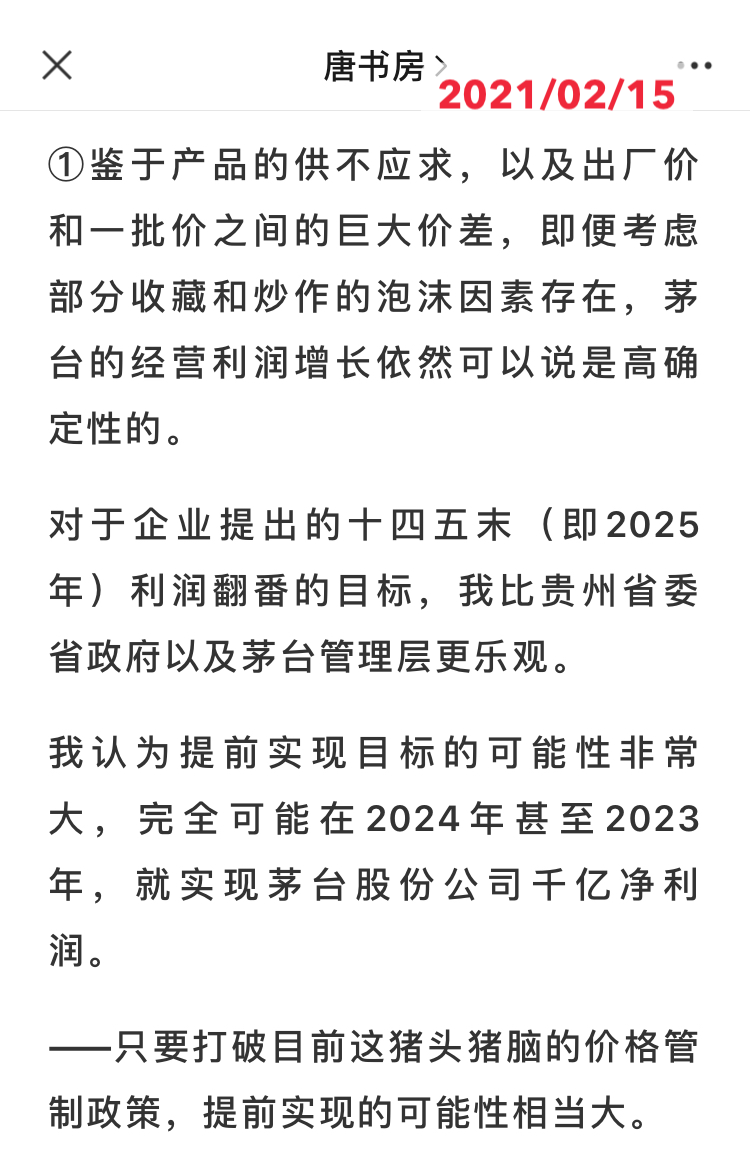 唐书房
2021/02/15
①鉴于产品的供不应求，以及出厂价
和一批价之间的巨大价差，即便考虑
部分收藏和炒作的泡沫因素存在，茅
台的经营利润增长依然可以说是高确
定性的。
对于企业提出的十四五末（即2025
年）利润翻番的目标，我比贵州省委
省政府以及茅台管理层更乐观。
我认为提前实现目标的可能性非常
大，完全可能在2024年甚至2023
年，就实现茅台股份公司千亿净利
润。
——只要打破目前这猪头猪脑的价格管
制政策，提前实现的可能性相当大。